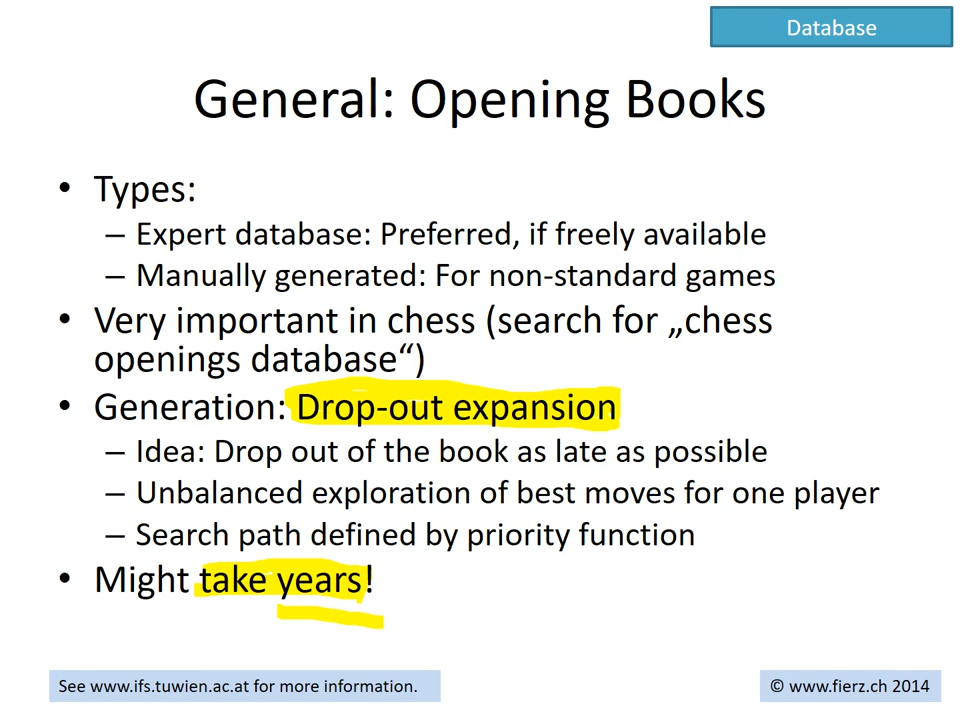 Database
General: Opening Books
• Types:
– Expert database: Preferred, if freely available
– Manually generated: For non-standard games
• Very important in chess (search for „chess
openings database“)
• Generation: Drop-out expansion
– Idea: Drop out of the book as late as possible
– Unbalanced exploration of best moves for one player
– Search path defined by priority function
• Might take years!
See www.ifs.tuwien.ac.at for more information.
© www.fierz.ch 2014